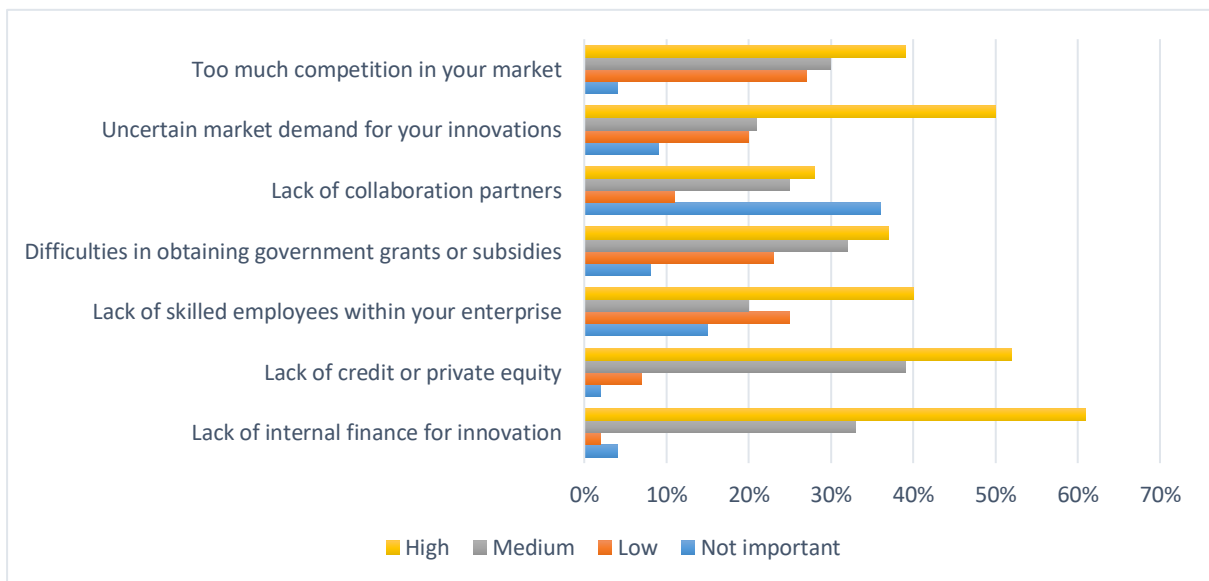 Too much competition in your market
Uncertain market demand for your innovations
Lack of collaboration partners
Difficulties in obtaining government grants or subsidies
Lack of skilled employees within your enterprise
Lack of credit or private equity
Lack of internal finance for innovation
0% 10% 20% 30% 40% 50% 60% 70%
High Medium Low Not important